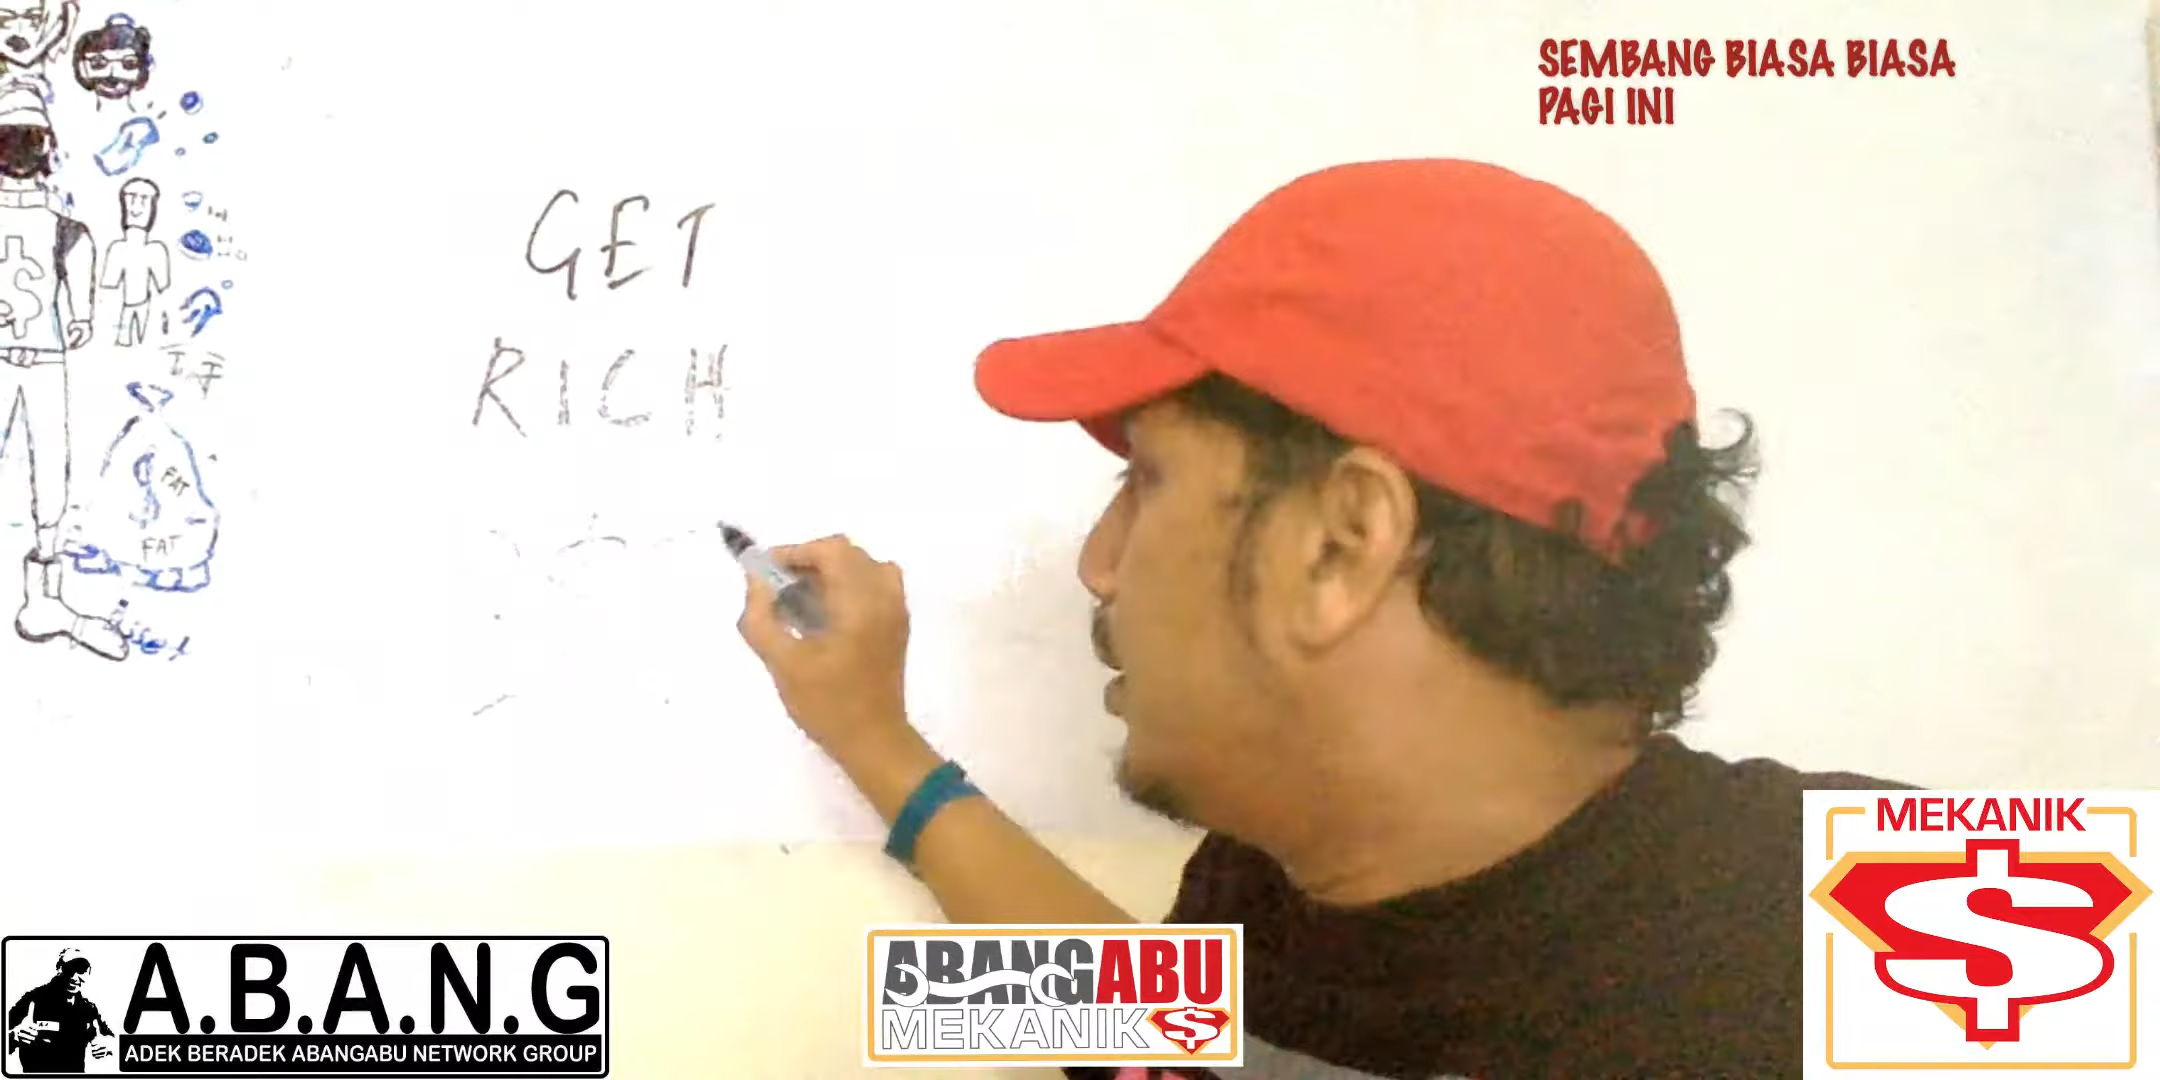 SEMBANG BIASA BIASA
PAGI INI
GET
RICH
FAT
FAT
A.B.A.N.G
ADEK BERADEK ABANGABU NETWORK GROUP
ABANGABU
MEKANIK
MEKANIK